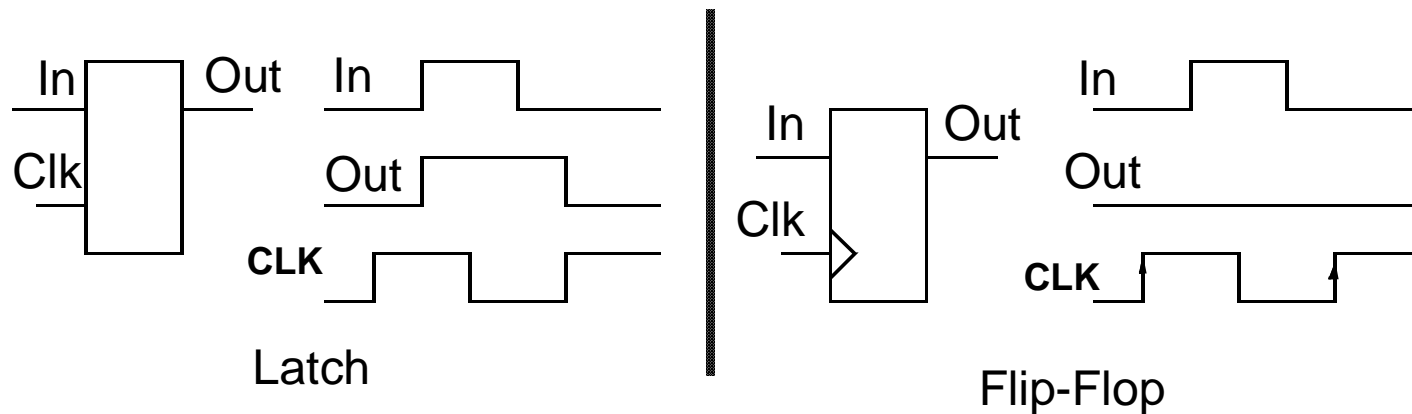 In
Out
Clk
In
Out
CLK
Latch
In
Out
Clk
In
Out
CLK
Flip-Flop